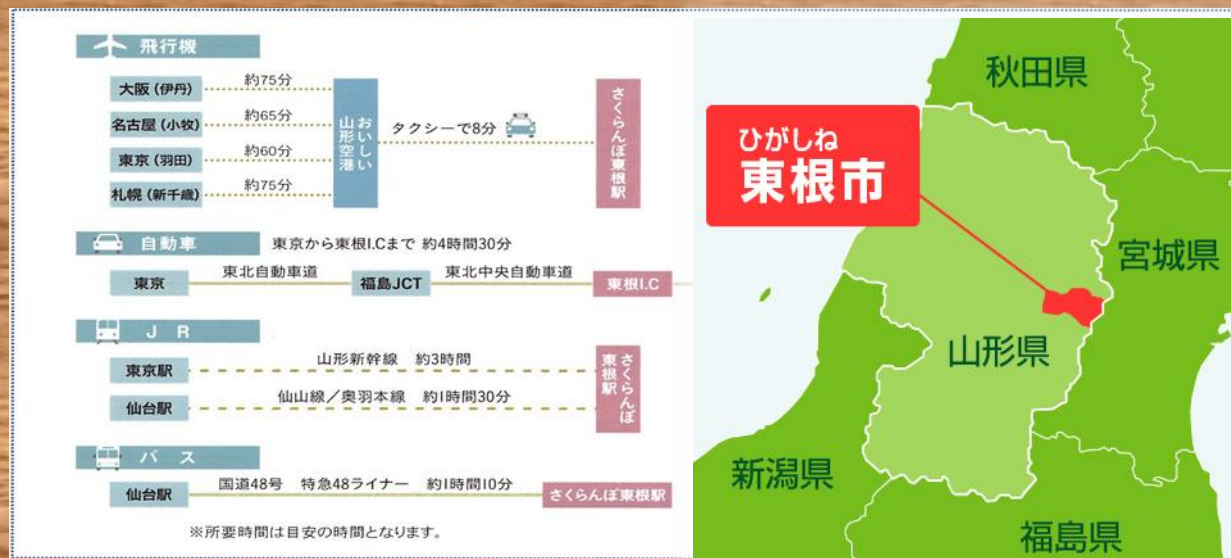 飛行機
大阪(伊丹)
約75分
名古屋(小牧)
約65分
東京(羽田)
約60分
札幌(新千歳)
約75分
おいしい
山形空港
タクシーで8分
さくらんぼ東根駅
自動車
東京から東根I.Cまで 約4時間30分
東京
東北自動車道
福島JCT
東北中央自動車道
東根I.C
JR
東京駅
山形新幹線 約3時間
仙台駅
仙山線/奥羽本線 約1時間30分
さくらんぼ
東根駅
バス
仙台駅
国道48号 特急48ライナー 約1時間10分
さくらんぼ東根駅
※所要時間は目安の時間となります。
秋田県
ひがしね
東根市
宮城県
山形県
新潟県
福島県